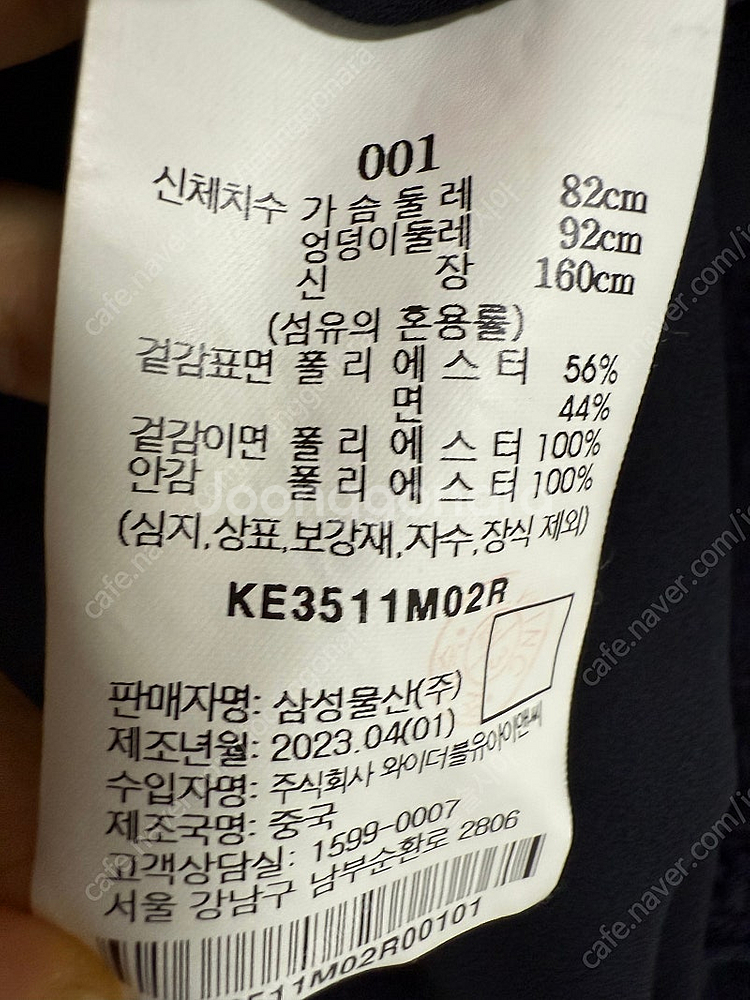 001
신체치수 가슴둘레 82cm
엉덩이둘레 92cm
신장 160cm
(섬유의 혼용률)
겉감표면 폴리에스터 56%
면 44%
겉감이면 폴리에스터 100%
안감 폴리에스터 100%
(심지,상표,보강재,자수,장식 제외)
KE3511M02R
판매자명: 삼성물산(주)
제조년월: 2023.04(01)
수입자명: 주식회사 와이더블유아이앤씨
제조국명: 중국
고객상담실: 1599-0007
서울 강남구 남부순환로 2806
511M02R00101
cafe.naver.com
Joonggonara